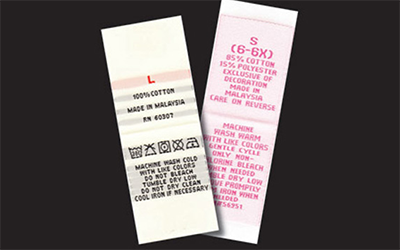 L
100% COTTON
MADE IN MALAYSIA
RN 60307
MACHINE WASH COLD
WITH LIKE COLORS
DO NOT BLEACH
TUMBLE DRY LOW
DO NOT DRY CLEAN
COOL IRON IF NECESSARY
S
(6-6X)
85% COTTON
15% POLYESTER
EXCLUSIVE OF
DECORATION
MADE IN
MALAYSIA
CARE ON REVERSE
MACHINE
WASH WARM
WITH LIKE COLORS
GENTLE CYCLE
ONLY NON-
CHLORINE BLEACH
WHEN NEEDED
TUMBLE DRY LOW
PROMPTLY
IRON WHEN
NEEDED